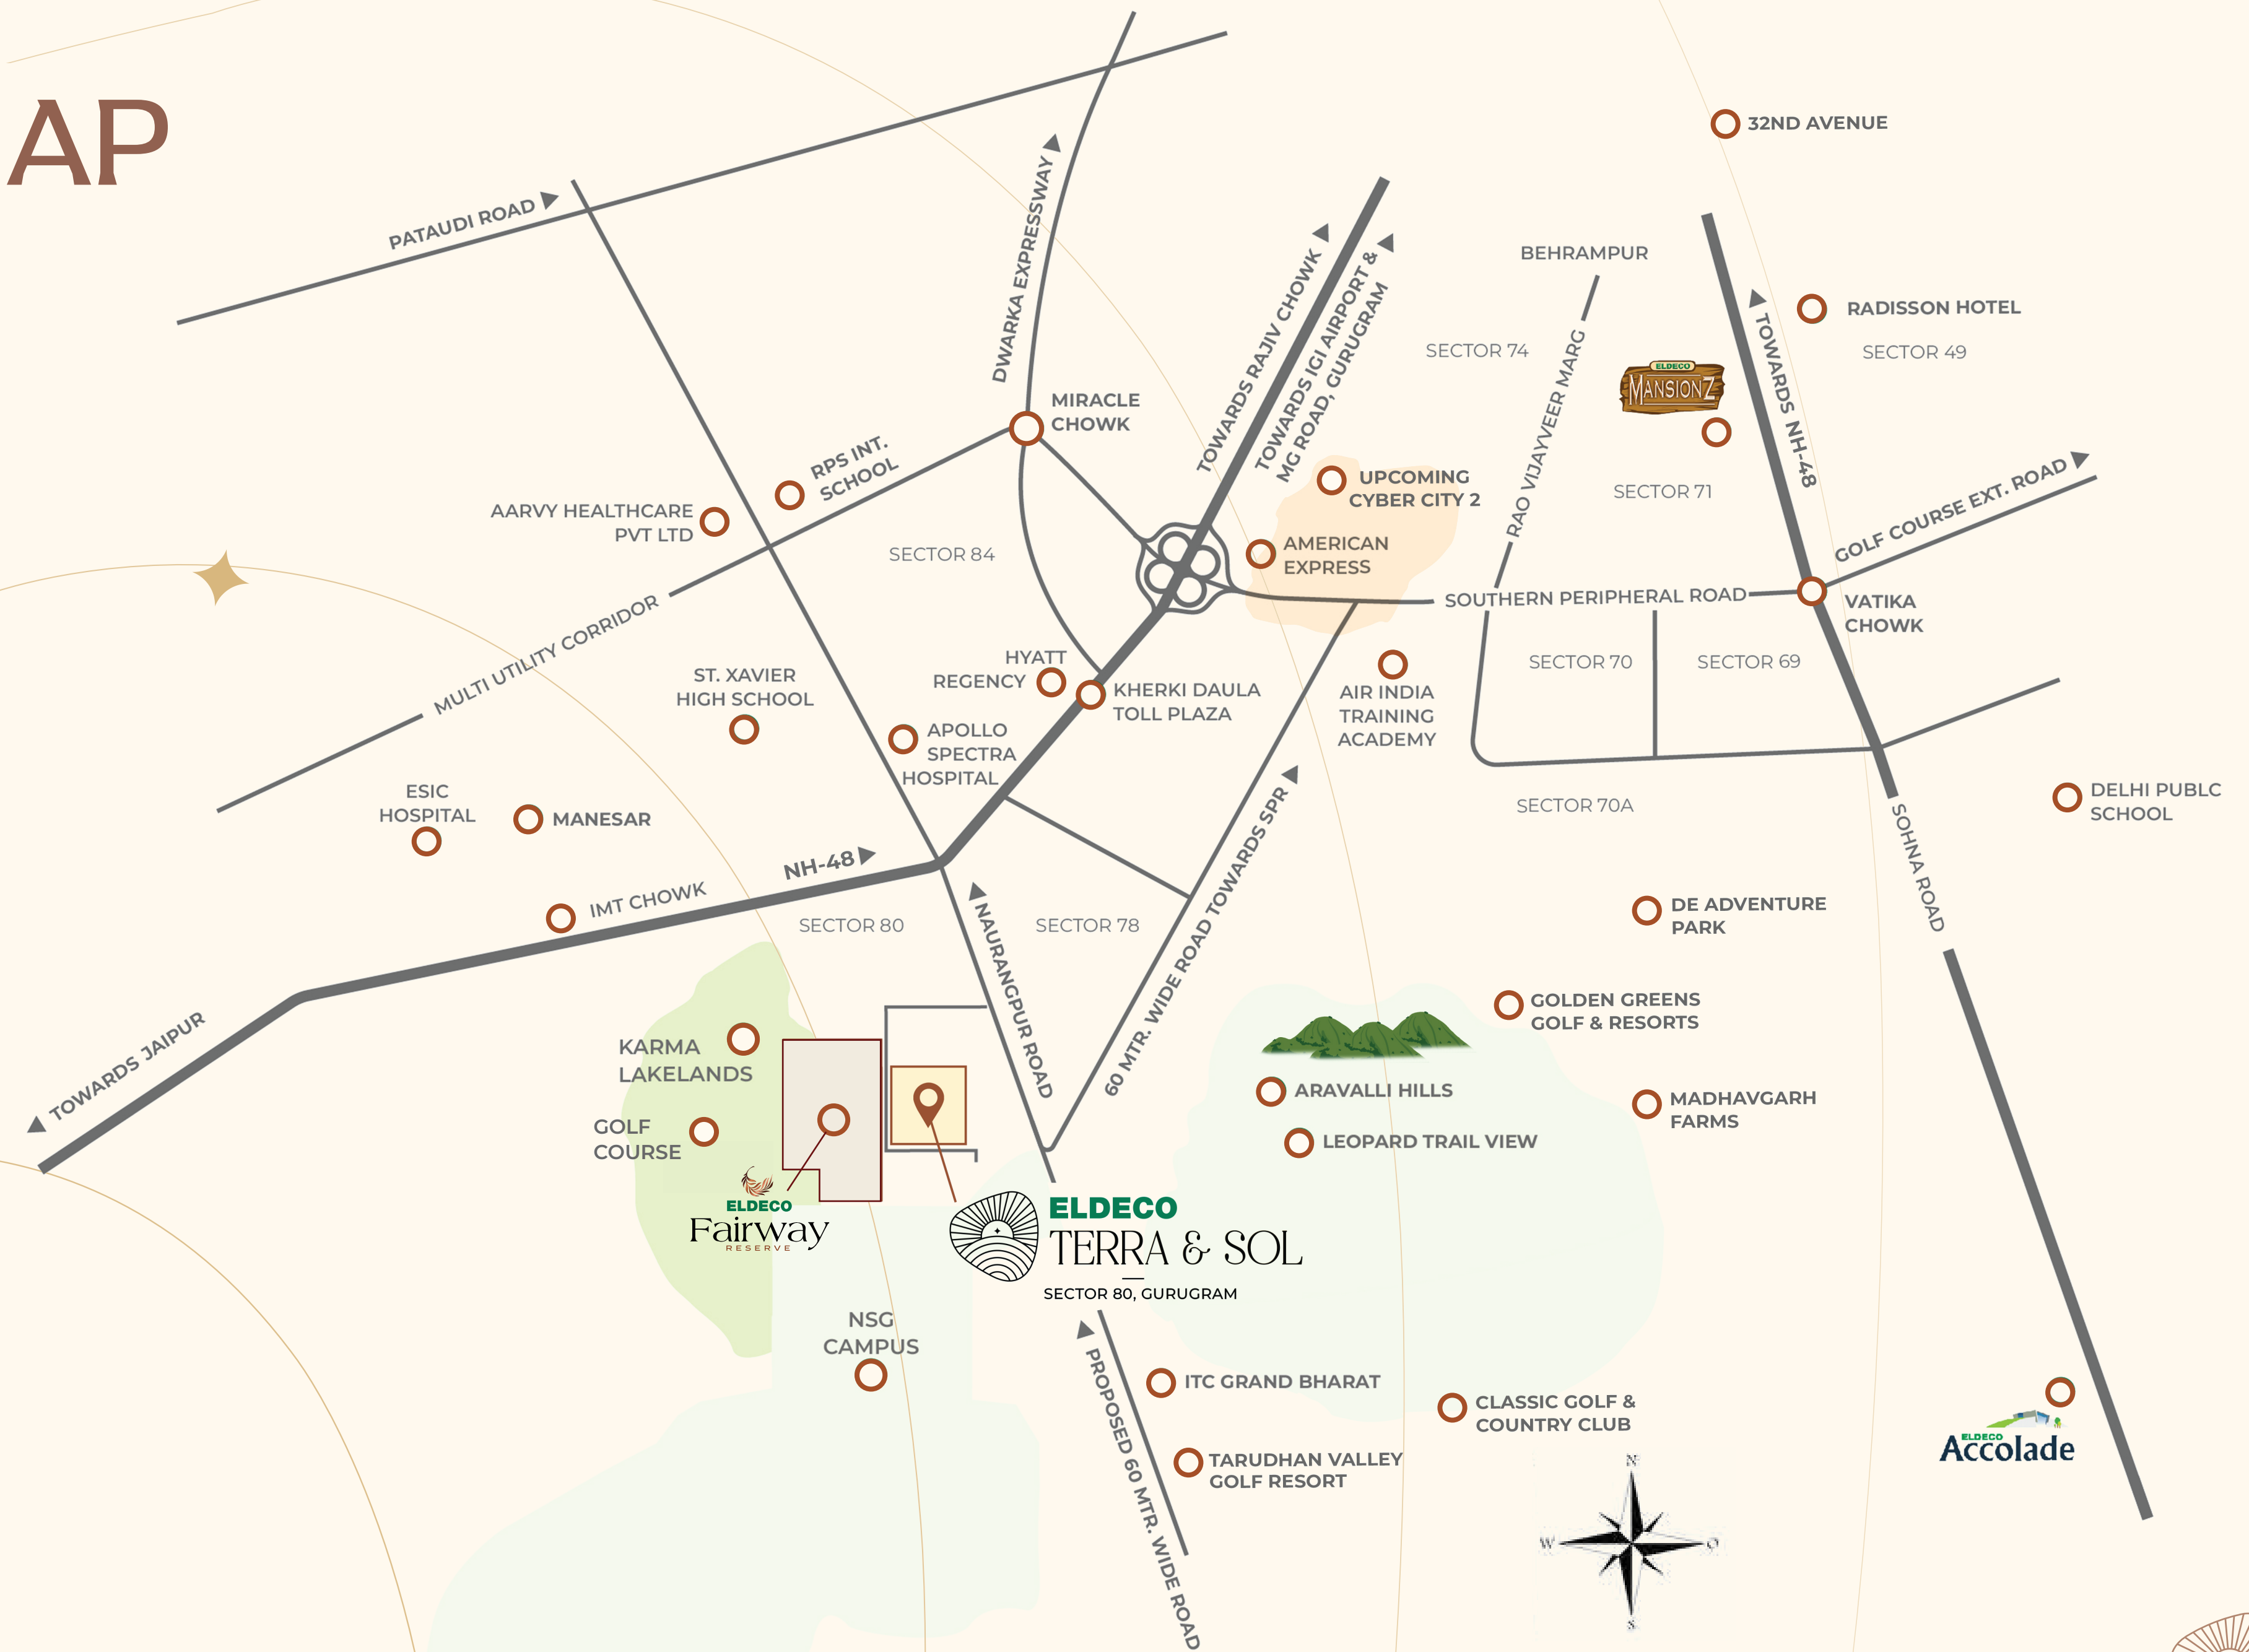 AP
32ND AVENUE
PATAUDI ROAD
DWARKA EXPRESSWAY
TOWARDS RAJIV CHOWK
TOWARDS IGI AIRPORT &
MG ROAD, GURUGRAM
BEHRAMPUR
RADISSON HOTEL
SECTOR 49
SECTOR 74
RAO VIJAYVEER MARG
ELDECO
MANSIONZ
TOWARDS NH-48
MIRACLE
CHOWK
RPS INT.
SCHOOL
AARVY HEALTHCARE
PVT LTD
UPCOMING
CYBER CITY 2
SECTOR 71
GOLF COURSE EXT. ROAD
SECTOR 84
AMERICAN
EXPRESS
SOUTHERN PERIPHERAL ROAD
VATIKA
CHOWK
MULTI UTILITY CORRIDOR
ST. XAVIER
HIGH SCHOOL
HYATT
REGENCY
KHERKI DAULA
TOLL PLAZA
AIR INDIA
TRAINING
ACADEMY
SECTOR 70
SECTOR 69
APOLLO
SPECTRA
HOSPITAL
ESIC
HOSPITAL
MANESAR
SECTOR 70A
DELHI PUBLC
SCHOOL
SOHNA ROAD
NH-48
IMT CHOWK
SECTOR 80
SECTOR 78
NAURANGPUR ROAD
60 MTR. WIDE ROAD TOWARDS SPR
DE ADVENTURE
PARK
GOLDEN GREENS
GOLF & RESORTS
TOWARDS JAIPUR
KARMA
LAKELANDS
GOLF
COURSE
ARAVALLI HILLS
LEOPARD TRAIL VIEW
MADHAVGARH
FARMS
ELDECO
Fairway
RESERVE
ELDECO
TERRA & SOL
SECTOR 80, GURUGRAM
NSG
CAMPUS
PROPOSED 60 MTR. WIDE ROAD
ITC GRAND BHARAT
TARUDHAN VALLEY
GOLF RESORT
CLASSIC GOLF &
COUNTRY CLUB
ELDECO
Accolade
N
W
O
S